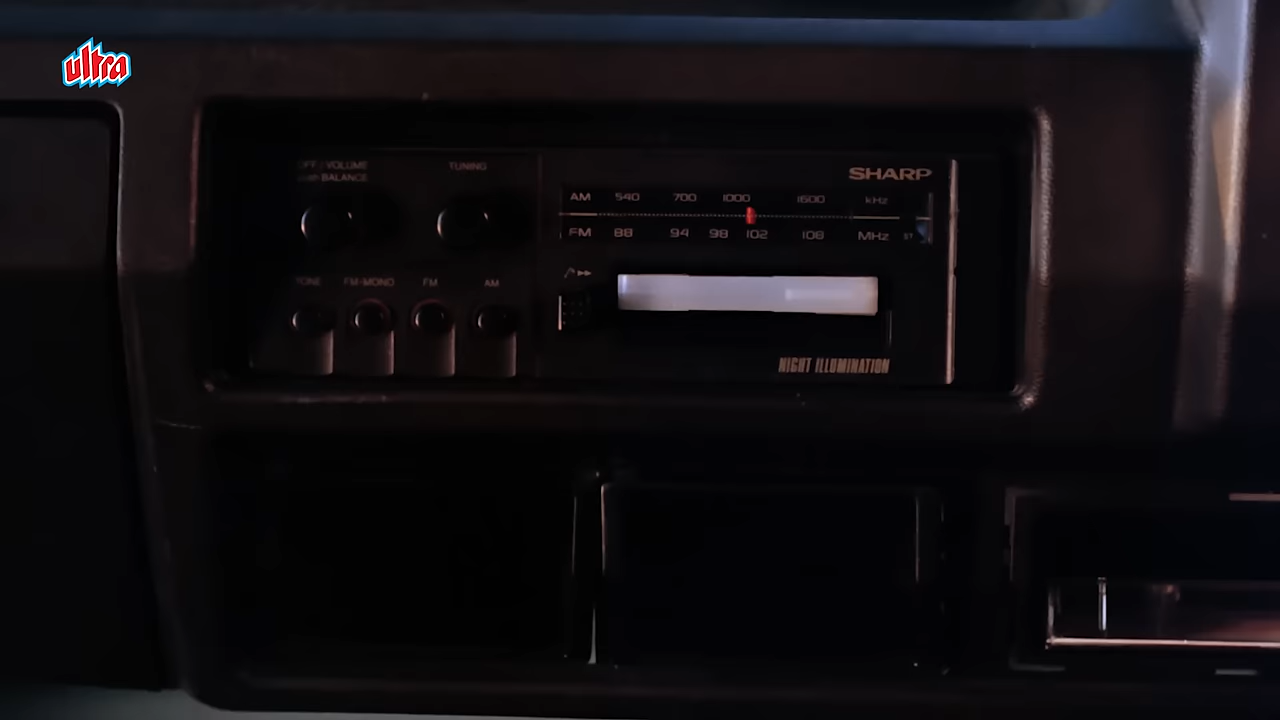 ultra
OFF / VOLUME
BALANCE
TUNING
SHARP
AM 540 700 1000 1600 kHz
FM 88 94 98 102 108 MHz ST
TONE FM-MONO FM AM
NIGHT ILLUMINATION